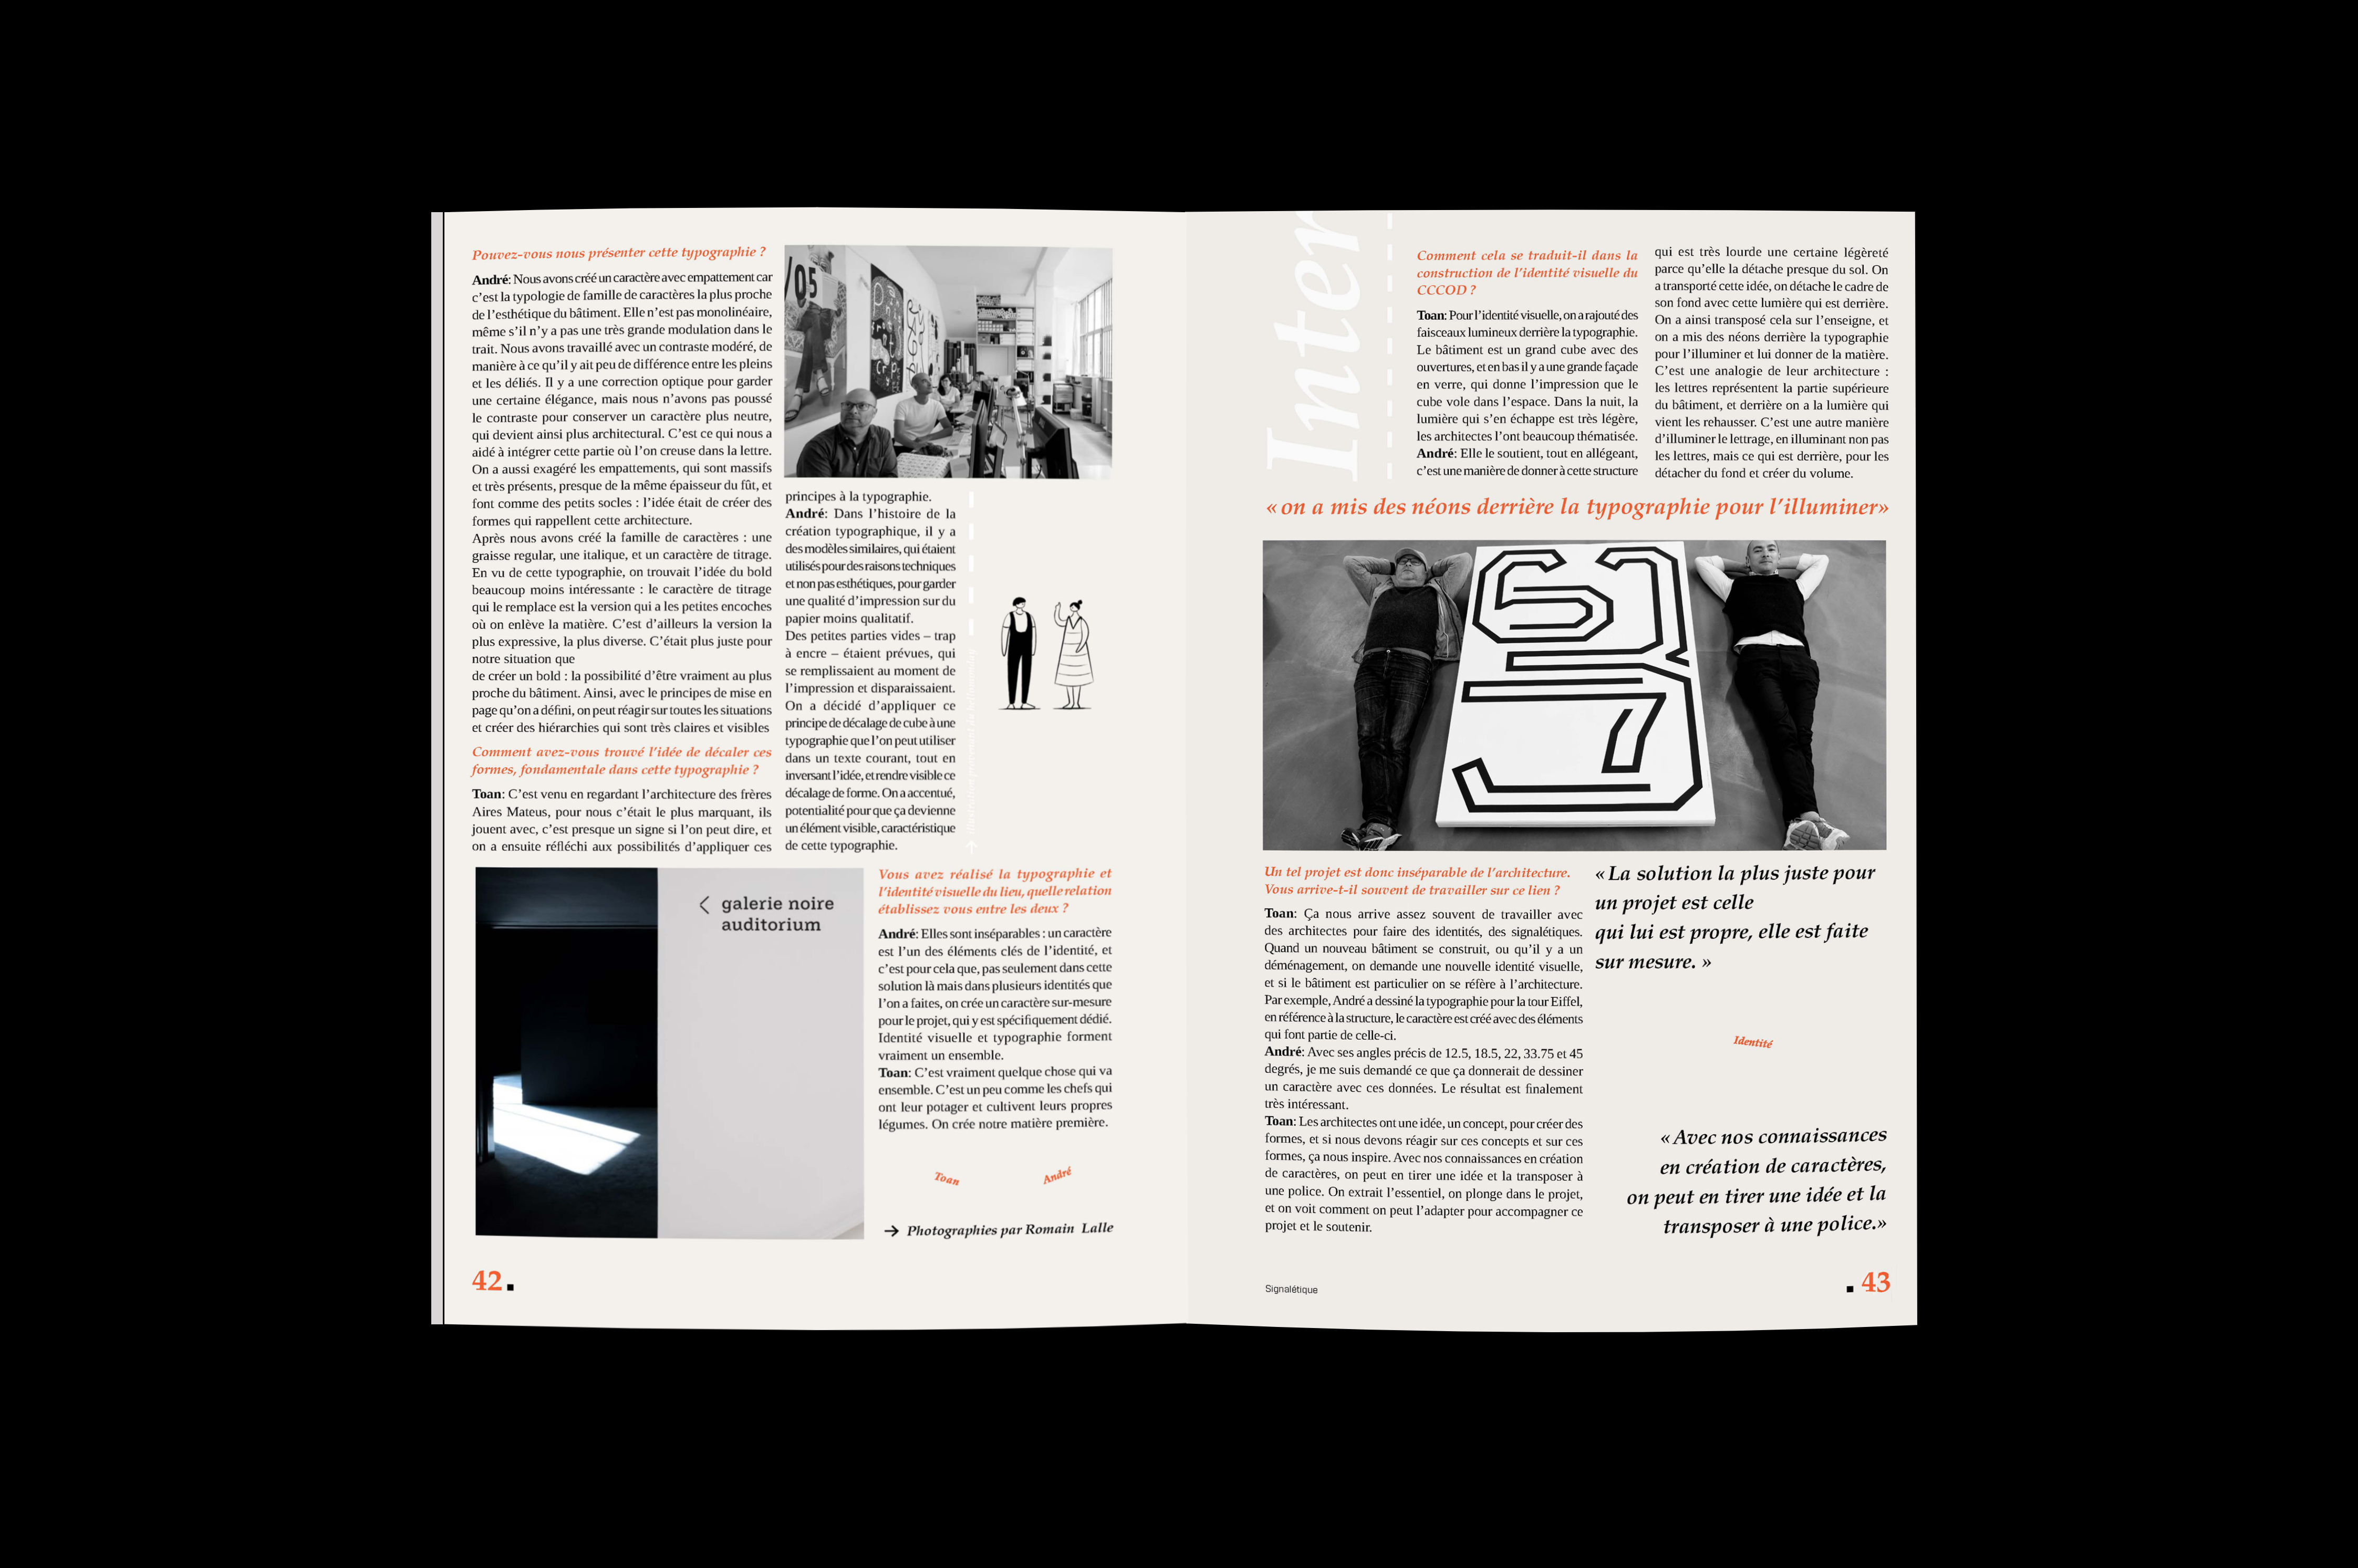 Pouvez-vous nous présenter cette typographie ?
André: Nous avons créé un caractère avec empattement car
c’est la typologie de famille de caractères la plus proche
de l’esthétique du bâtiment. Elle n’est pas monolinéaire,
même s’il n’y a pas une très grande modulation dans le
trait. Nous avons travaillé avec un contraste modéré, de
manière à ce qu’il y ait peu de différence entre les pleins
et les déliés. Il y a une correction optique pour garder
une certaine élégance, mais nous n’avons pas poussé
le contraste pour conserver un caractère plus neutre,
qui devient ainsi plus architectural. C’est ce qui nous a
aidé à intégrer cette partie où l’on creuse dans la lettre.
On a aussi exagéré les empattements, qui sont massifs
et très présents, presque de la même épaisseur du fût, et
font comme des petits socles : l’idée était de créer des
formes qui rappellent cette architecture.
Après nous avons créé la famille de caractères : une
graisse regular, une italique, et un caractère de titrage.
En vu de cette typographie, on trouvait l’idée du bold
beaucoup moins intéressante : le caractère de titrage
qui le remplace est la version qui a les petites encoches
où on enlève la matière. C’est d’ailleurs la version la
plus expressive, la plus diverse. C’était plus juste pour
notre situation que
de créer un bold : la possibilité d’être vraiment au plus
proche du bâtiment. Ainsi, avec le principes de mise en
page qu’on a défini, on peut réagir sur toutes les situations
et créer des hiérarchies qui sont très claires et visibles
Comment avez-vous trouvé l’idée de décaler ces
formes, fondamentale dans cette typographie ?
Toan: C’est venu en regardant l’architecture des frères
Aires Mateus, pour nous c’était le plus marquant, ils
jouent avec, c’est presque un signe si l’on peut dire, et
on a ensuite réfléchi aux possibilités d’appliquer ces
/05
principes à la typographie.
André: Dans l’histoire de la
création typographique, il y a
des modèles similaires, qui étaient
utilisés pour des raisons techniques
et non pas esthétiques, pour garder
une qualité d’impression sur du
papier moins qualitatif.
Des petites parties vides – trap
à encre – étaient prévues, qui
se remplissaient au moment de
l’impression et disparaissaient.
On a décidé d’appliquer ce
principe de décalage de cube à une
typographie que l’on peut utiliser
dans un texte courant, tout en
inversant l’idée, et rendre visible ce
décalage de forme. On a accentué,
potentialité pour que ça devienne
un élément visible, caractéristique
de cette typographie.
< galerie noire
auditorium
Vous avez réalisé la typographie et
l’identité visuelle du lieu, quelle relation
établissez vous entre les deux ?
André: Elles sont inséparables : un caractère
est l’un des éléments clés de l’identité, et
c’est pour cela que, pas seulement dans cette
solution là mais dans plusieurs identités que
l’on a faites, on crée un caractère sur-mesure
pour le projet, qui y est spécifiquement dédié.
Identité visuelle et typographie forment
vraiment un ensemble.
Toan: C’est vraiment quelque chose qui va
ensemble. C’est un peu comme les chefs qui
ont leur potager et cultivent leurs propres
légumes. On crée notre matière première.
Toan
André
→ Photographies par Romain Lalle
42
Inter
Comment cela se traduit-il dans la
construction de l’identité visuelle du
CCCOD ?
Toan: Pour l’identité visuelle, on a rajouté des
faisceaux lumineux derrière la typographie.
Le bâtiment est un grand cube avec des
ouvertures, et en bas il y a une grande façade
en verre, qui donne l’impression que le
cube vole dans l’espace. Dans la nuit, la
lumière qui s’en échappe est très légère,
les architectes l’ont beaucoup thématisée.
André: Elle le soutient, tout en allégeant,
c’est une manière de donner à cette structure
qui est très lourde une certaine légèreté
parce qu’elle la détache presque du sol. On
a transporté cette idée, on détache le cadre de
son fond avec cette lumière qui est derrière.
On a ainsi transposé cela sur l’enseigne, et
on a mis des néons derrière la typographie
pour l’illuminer et lui donner de la matière.
C’est une analogie de leur architecture :
les lettres représentent la partie supérieure
du bâtiment, et derrière on a la lumière qui
vient les rehausser. C’est une autre manière
d’illuminer le lettrage, en illuminant non pas
les lettres, mais ce qui est derrière, pour les
détacher du fond et créer du volume.
« on a mis des néons derrière la typographie pour l’illuminer»
Un tel projet est donc inséparable de l’architecture.
Vous arrive-t-il souvent de travailler sur ce lien ?
Toan: Ça nous arrive assez souvent de travailler avec
des architectes pour faire des identités, des signalétiques.
Quand un nouveau bâtiment se construit, ou qu’il y a un
déménagement, on demande une nouvelle identité visuelle,
et si le bâtiment est particulier on se réfère à l’architecture.
Par exemple, André a dessiné la typographie pour la tour Eiffel,
en référence à la structure, le caractère est créé avec des éléments
qui font partie de celle-ci.
André: Avec ses angles précis de 12.5, 18.5, 22, 33.75 et 45
degrés, je me suis demandé ce que ça donnerait de dessiner
un caractère avec ces données. Le résultat est finalement
très intéressant.
Toan: Les architectes ont une idée, un concept, pour créer des
formes, et si nous devons réagir sur ces concepts et sur ces
formes, ça nous inspire. Avec nos connaissances en création
de caractères, on peut en tirer une idée et la transposer à
une police. On extrait l’essentiel, on plonge dans le projet,
et on voit comment on peut l’adapter pour accompagner ce
projet et le soutenir.
« La solution la plus juste pour
un projet est celle
qui lui est propre, elle est faite
sur mesure. »
Identité
« Avec nos connaissances
en création de caractères,
on peut en tirer une idée et la
transposer à une police.»
Signalétique
43